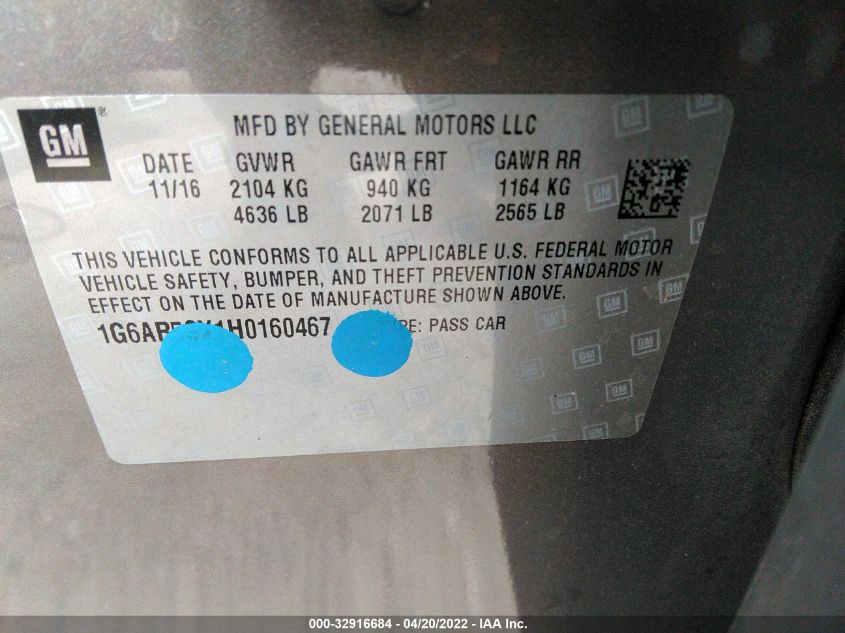 GM ®
MFD BY GENERAL MOTORS LLC
DATE GVWR GAWR FRT GAWR RR
11/16 2104 KG 940 KG 1164 KG
4636 LB 2071 LB 2565 LB
THIS VEHICLE CONFORMS TO ALL APPLICABLE U.S. FEDERAL MOTOR
VEHICLE SAFETY, BUMPER, AND THEFT PREVENTION STANDARDS IN
EFFECT ON THE DATE OF MANUFACTURE SHOWN ABOVE.
PASS CAR
000-32916684 - 04/20/2022 - IAA Inc.